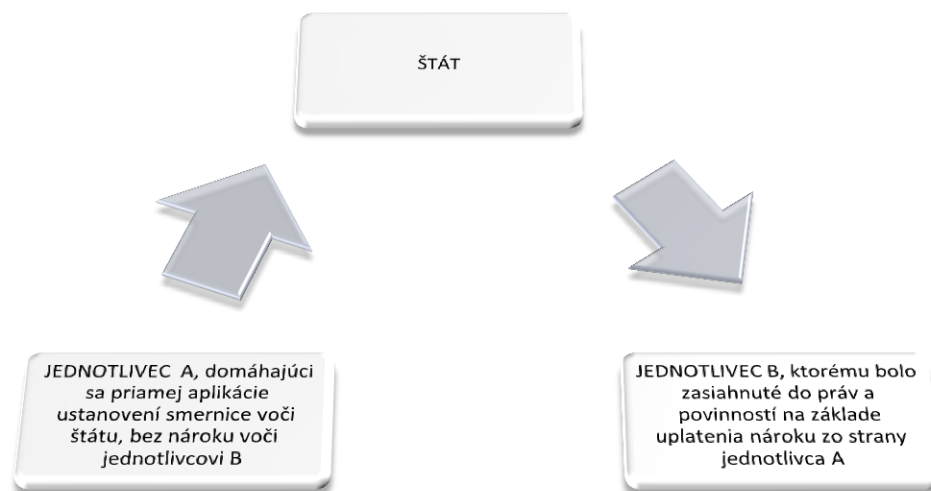 ŠTÁT
JEDNOTLIVEC A, domáhajúci
sa priamej aplikácie
ustanovení smernice voči
štátu, bez nároku voči
jednotlivcovi B
JEDNOTLIVEC B, ktorému bolo
zasiahnuté do práv a
povinností na základe
uplatenia nároku zo strany
jednotlivca A